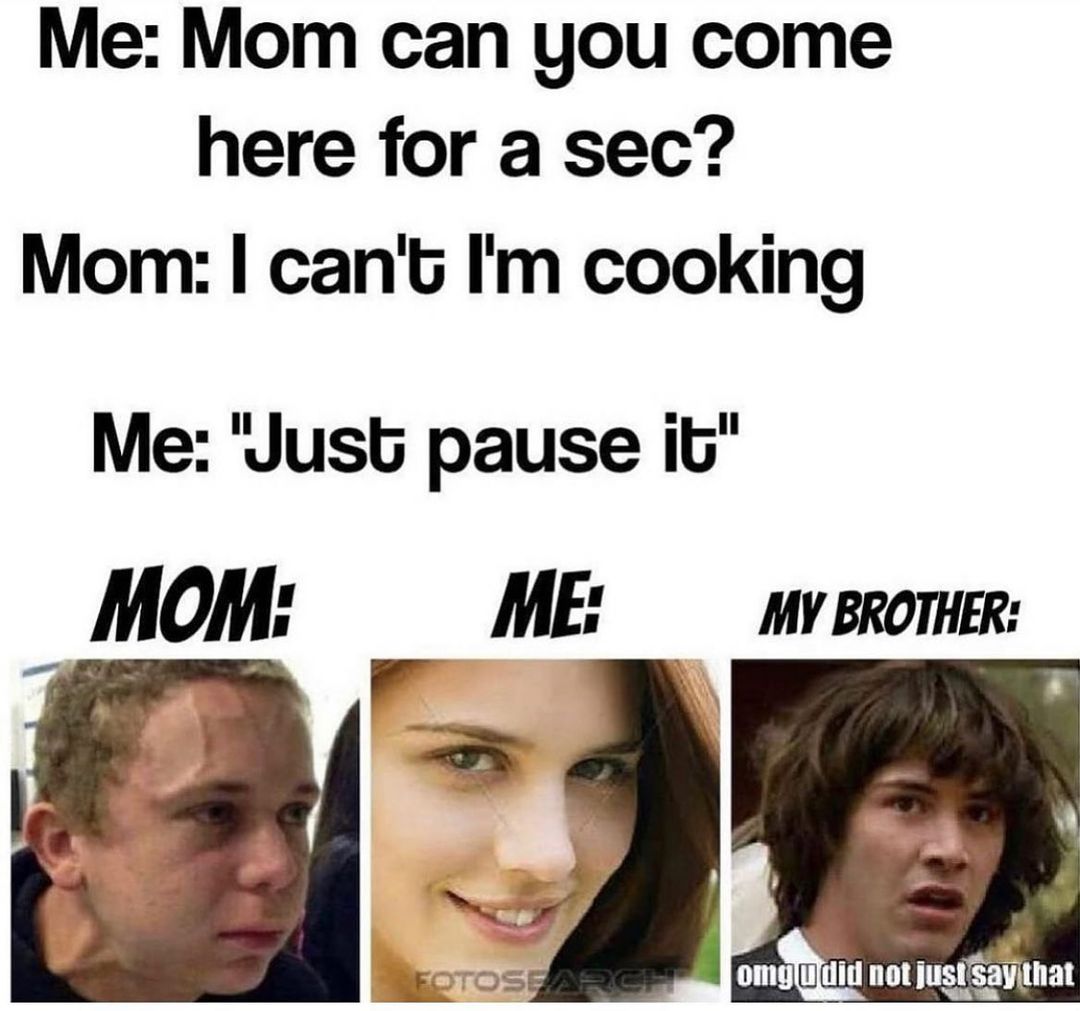 Me: Mom can you come
here for a sec?
Mom: I can't I'm cooking
Me: "Just pause it"
MOM:
ME:
MY BROTHER:
FOTOSEARCH
omg u did not just say that